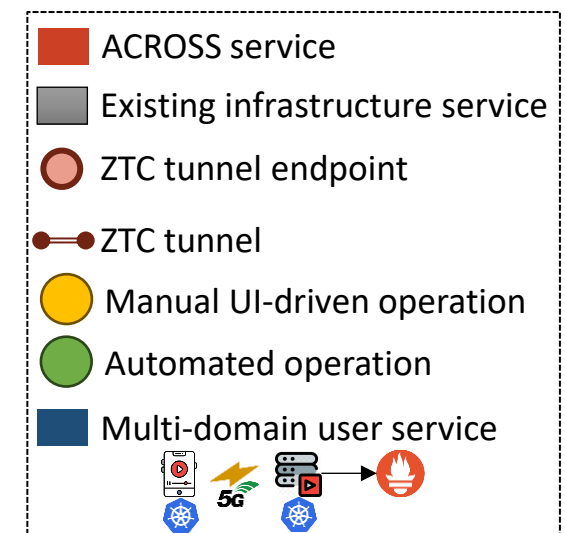 ACROSS service
Existing infrastructure service
ZTC tunnel endpoint
ZTC tunnel
Manual UI-driven operation
Automated operation
Multi-domain user service
5G